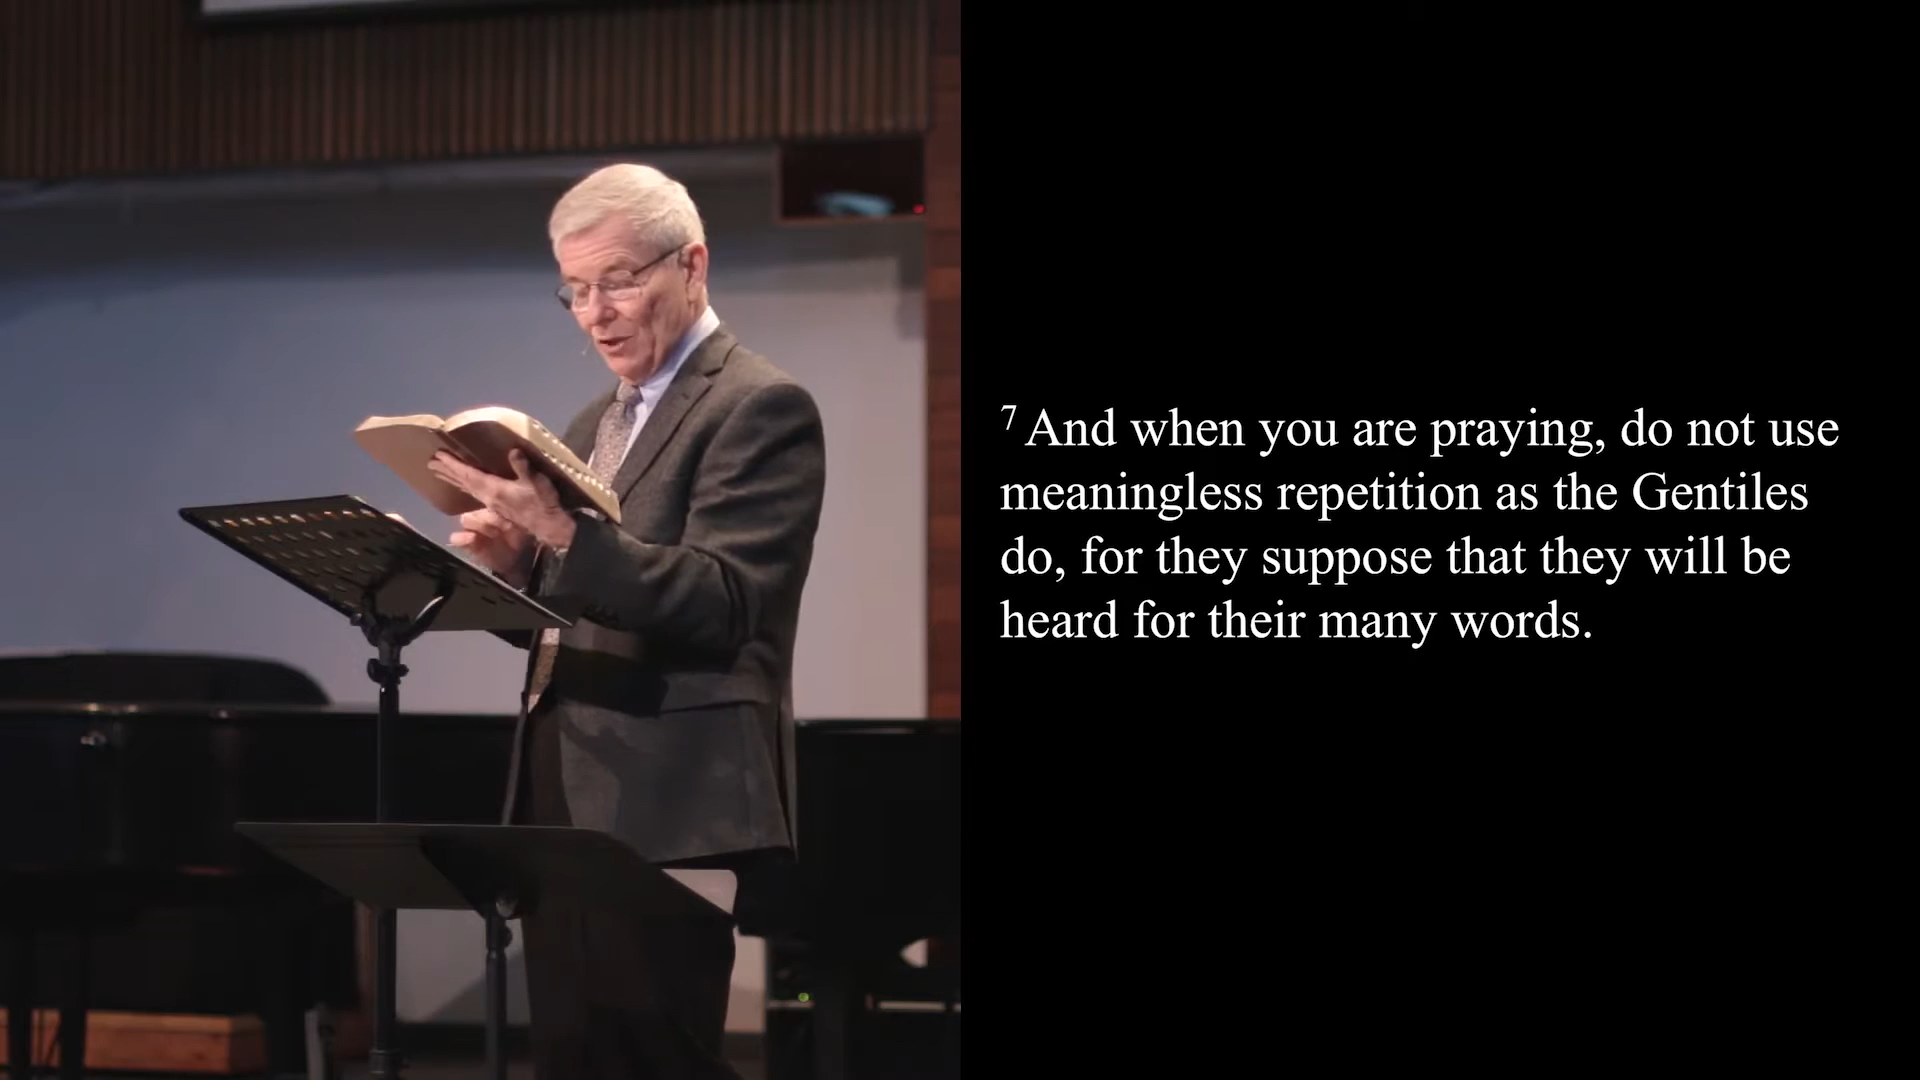 7 And when you are praying, do not use
meaningless repetition as the Gentiles
do, for they suppose that they will be
heard for their many words.